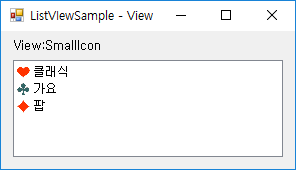 ListVIewSample - View
View:SmallIcon
클래식
가요
팝